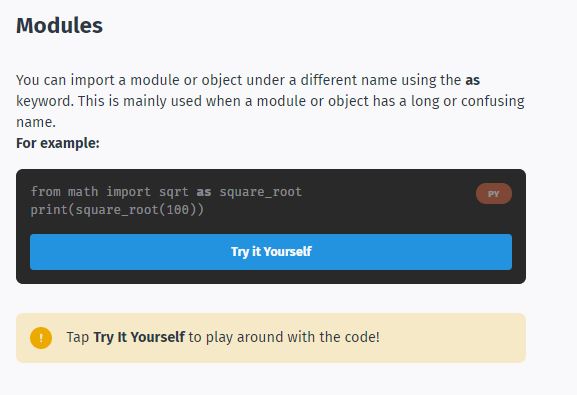 Modules
You can import a module or object under a different name using the as
keyword. This is mainly used when a module or object has a long or confusing
name.
For example:
from math import sqrt as square_root
PY
print(square_root(100))
Try it Yourself
! Tap Try It Yourself to play around with the code!